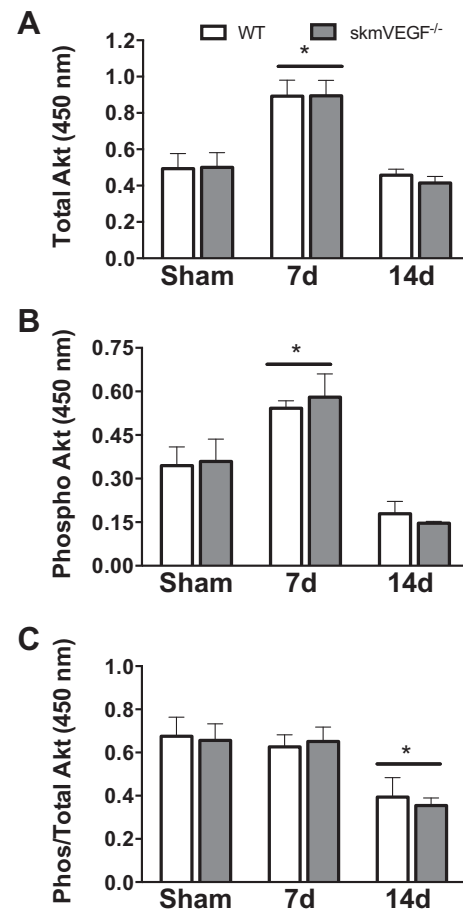 A
WT
skmVEGF-/-
Total Akt (450 nm)
1.2
1.0
0.8
0.6
0.4
0.2
0.0
*
Sham 7d 14d
B
Phospho Akt (450 nm)
0.75
0.60
0.45
0.30
0.15
0.00
*
Sham 7d 14d
C
Phos/Total Akt (450 nm)
1.0
0.8
0.6
0.4
0.2
0.0
*
Sham 7d 14d